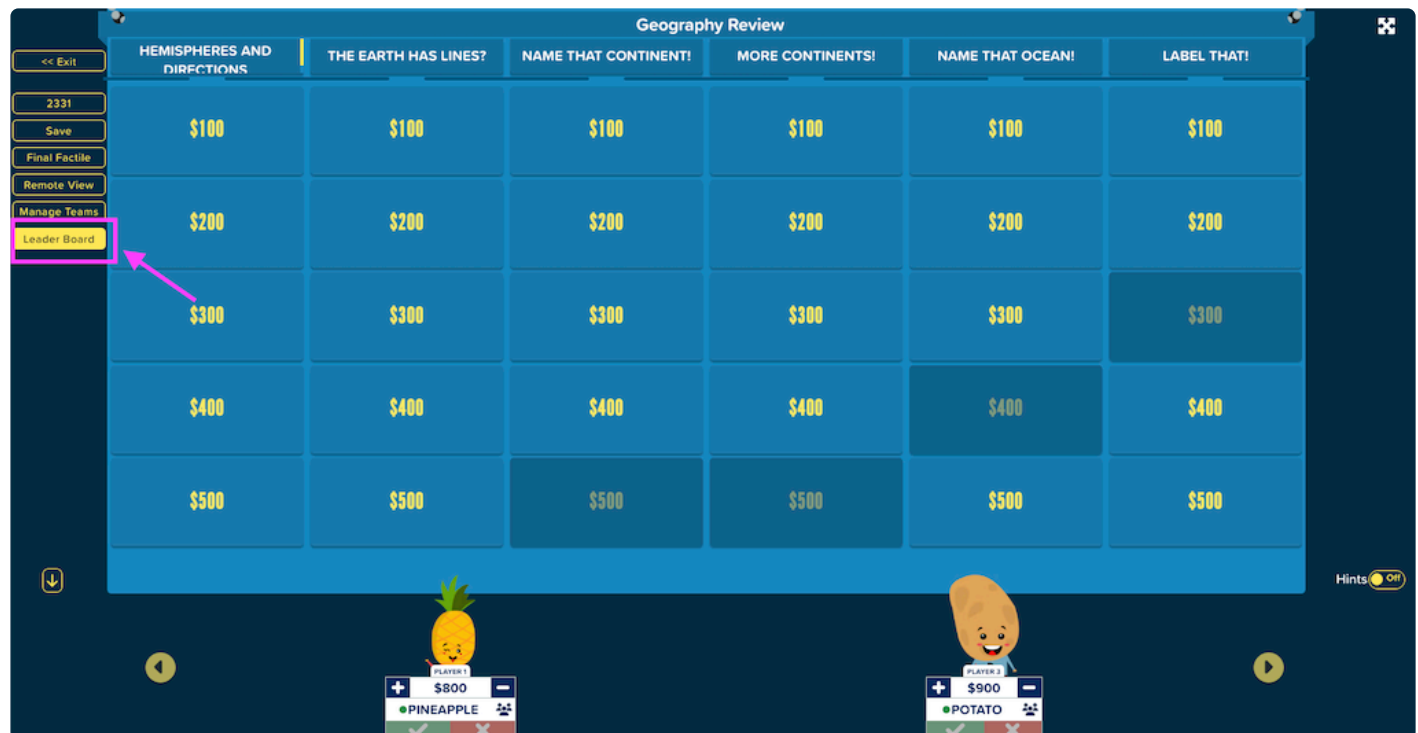 Geography Review
<< Exit
2331
Save
Final Factile
Remote View
Manage Teams
Leader Board
HEMISPHERES AND
DIRECTIONS
THE EARTH HAS LINES?
NAME THAT CONTINENT!
MORE CONTINENTS!
NAME THAT OCEAN!
LABEL THAT!
$100 $100 $100 $100 $100 $100
$200 $200 $200 $200 $200 $200
$300 $300 $300 $300 $300 $300
$400 $400 $400 $400 $400 $400
$500 $500 $500 $500 $500 $500
Hints Off
PLAYER 1
+ $800 −
PINEAPPLE
PLAYER 2
+ $900 −
POTATO